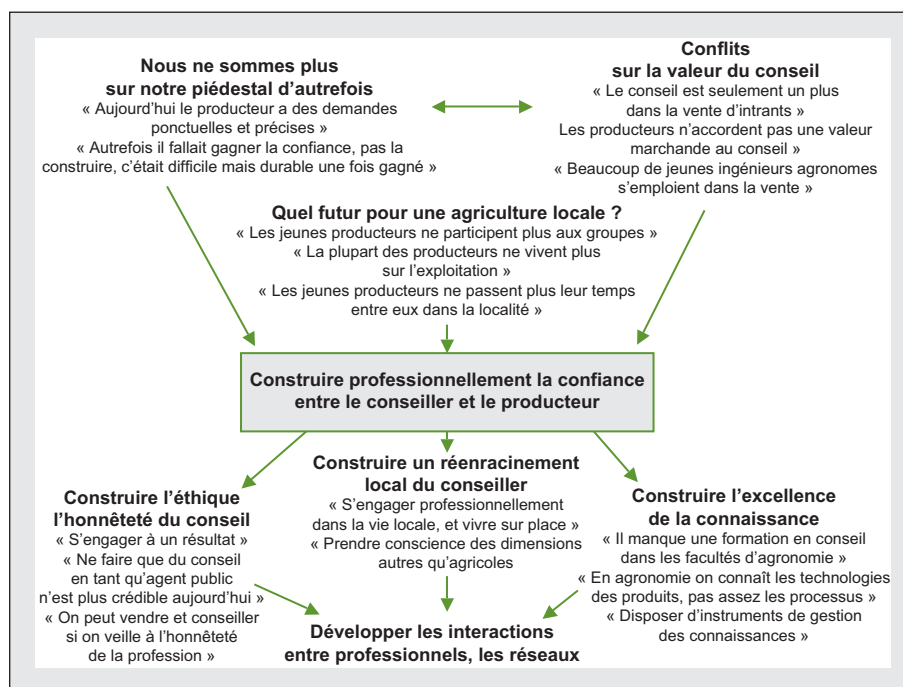 Nous ne sommes plus
sur notre piédestal d'autrefois
« Aujourd'hui le producteur a des demandes
ponctuelles et précises »
« Autrefois il fallait gagner la confiance, pas la
construire, c'était difficile mais durable une fois gagné »
Conflits
sur la valeur du conseil
« Le conseil est seulement un plus
dans la vente d'intrants »
Les producteurs n'accordent pas une valeur
marchande au conseil »
« Beaucoup de jeunes ingénieurs agronomes
s'emploient dans la vente »
Quel futur pour une agriculture locale ?
« Les jeunes producteurs ne participent plus aux groupes »
« La plupart des producteurs ne vivent plus
sur l'exploitation »
« Les jeunes producteurs ne passent plus leur temps
entre eux dans la localité »
Construire professionnellement la confiance
entre le conseiller et le producteur
Construire l'éthique
l'honnêteté du conseil
« S'engager à un résultat »
« Ne faire que du conseil
en tant qu'agent public
n'est plus crédible aujourd'hui »
« On peut vendre et conseiller
si on veille à l'honnêteté
de la profession »
Construire un réenracinement
local du conseiller
« S'engager professionnellement
dans la vie locale, et vivre sur place »
« Prendre conscience des dimensions
autres qu'agricoles
Construire l'excellence
de la connaissance
« Il manque une formation en conseil
dans les facultés d'agronomie »
« En agronomie on connaît les technologies
des produits, pas assez les processus »
« Disposer d'instruments de gestion
des connaissances »
Développer les interactions
entre professionnels, les réseaux